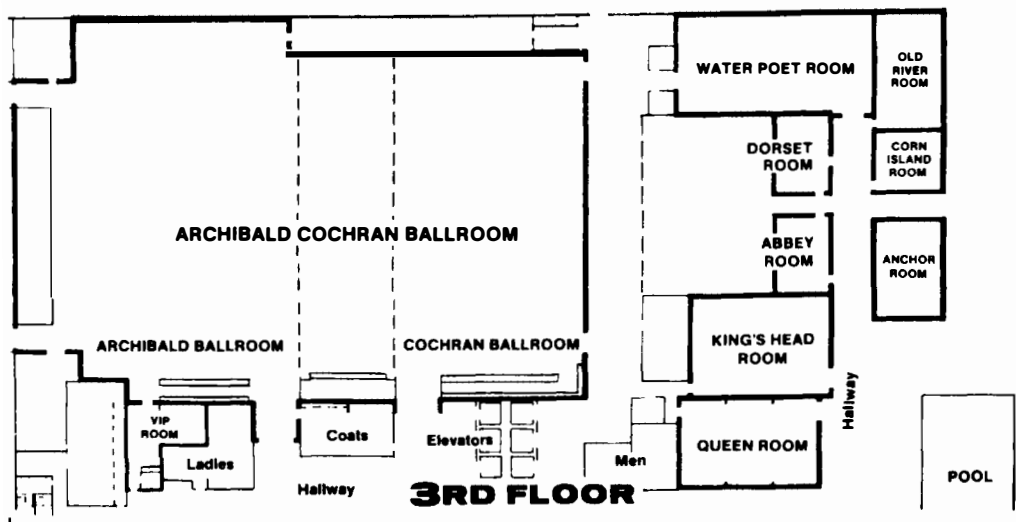 WATER POET ROOM
OLD
RIVER
ROOM
DORSET
ROOM
CORN
ISLAND
ROOM
ARCHIBALD COCHRAN BALLROOM
ABBEY
ROOM
ANCHOR
ROOM
ARCHIBALD BALLROOM
COCHRAN BALLROOM
KING'S HEAD
ROOM
Hallway
VIP
ROOM
Coats
Elevators
QUEEN ROOM
Ladies
Men
POOL
Hallway
3RD FLOOR